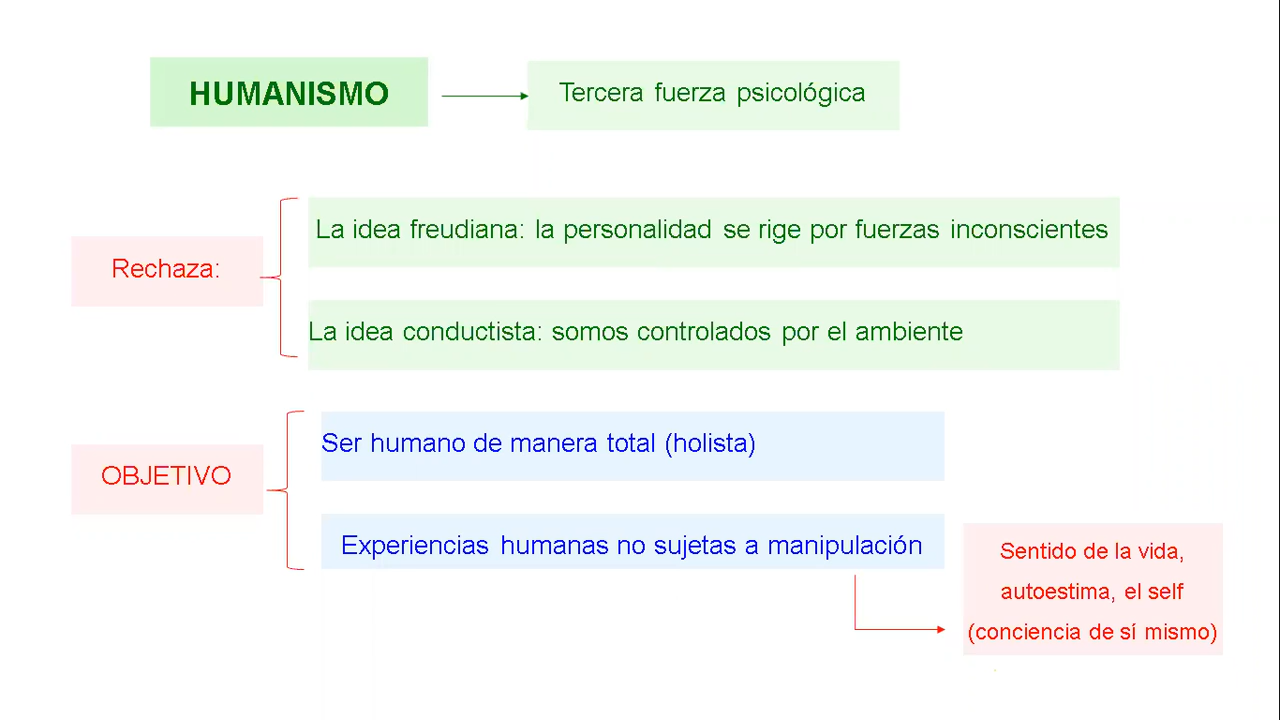 HUMANISMO
Tercera fuerza psicológica
La idea freudiana: la personalidad se rige por fuerzas inconscientes
Rechaza:
La idea conductista: somos controlados por el ambiente
Ser humano de manera total (holista)
OBJETIVO
Experiencias humanas no sujetas a manipulación
Sentido de la vida,
autoestima, el self
(conciencia de sí mismo)